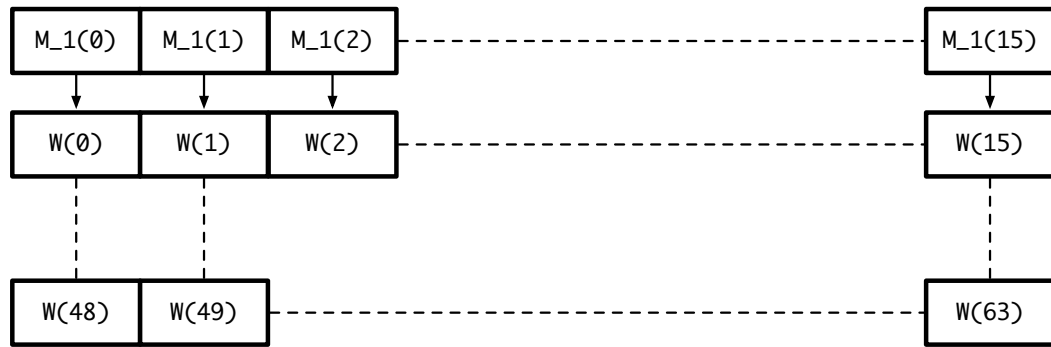 M_1(0) M_1(1) M_1(2) M_1(15)
W(0) W(1) W(2) W(15)
W(48) W(49) W(63)